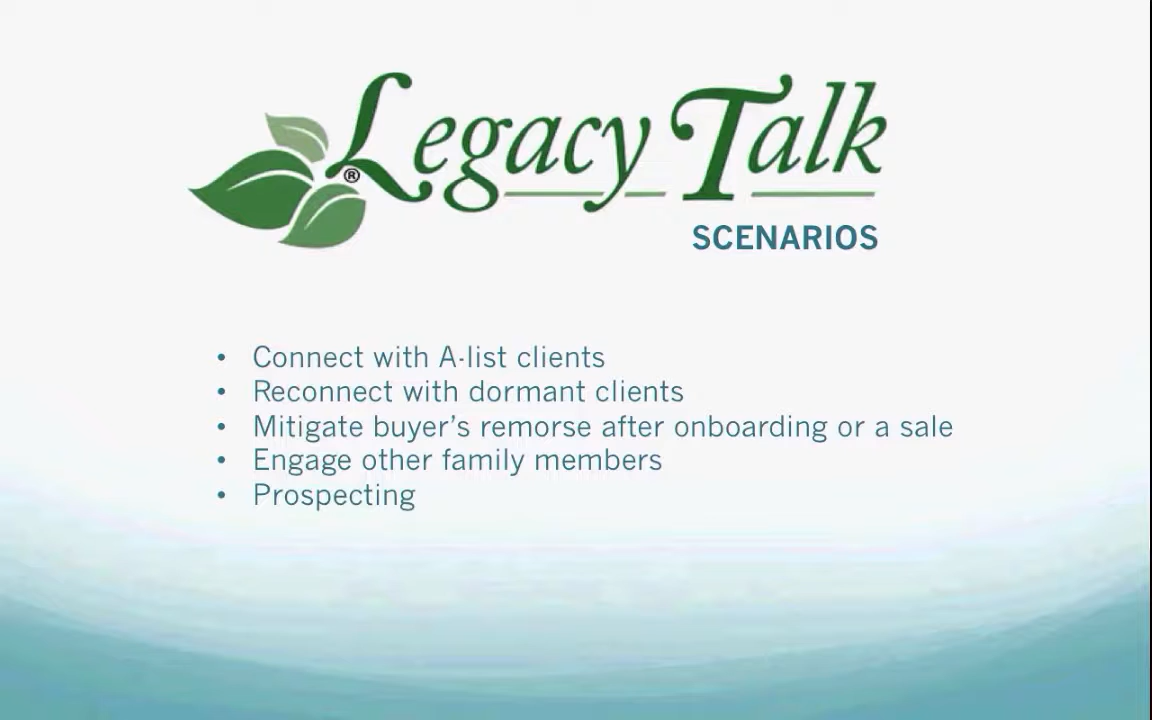 Legacy Talk
®
SCENARIOS
• Connect with A-list clients
• Reconnect with dormant clients
• Mitigate buyer’s remorse after onboarding or a sale
• Engage other family members
• Prospecting